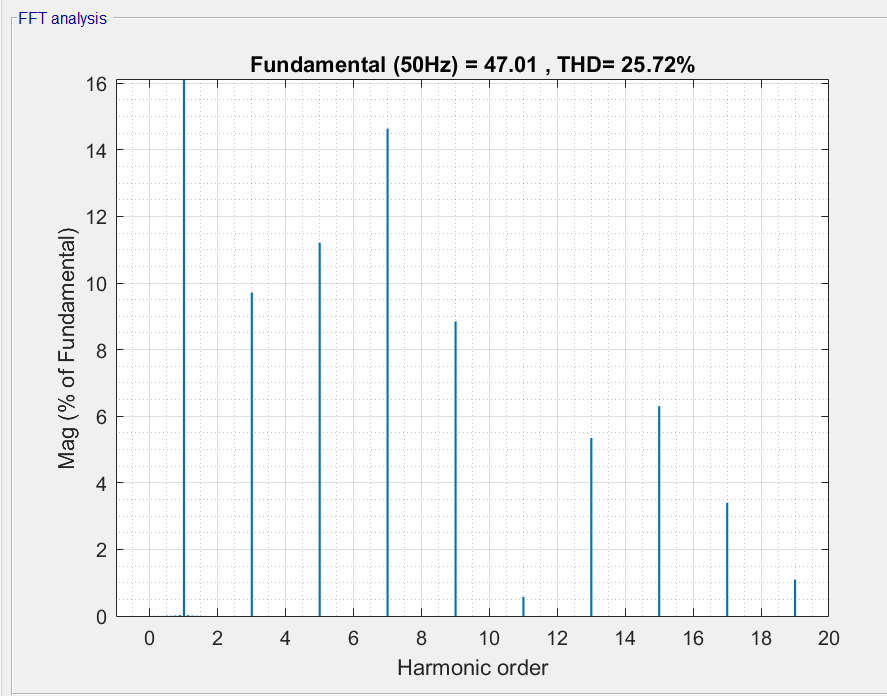 FFT analysis
Fundamental (50Hz) = 47.01 , THD= 25.72%
16
14
12
10
8
6
4
2
0
Mag (% of Fundamental)
0 2 4 6 8 10 12 14 16 18 20
Harmonic order